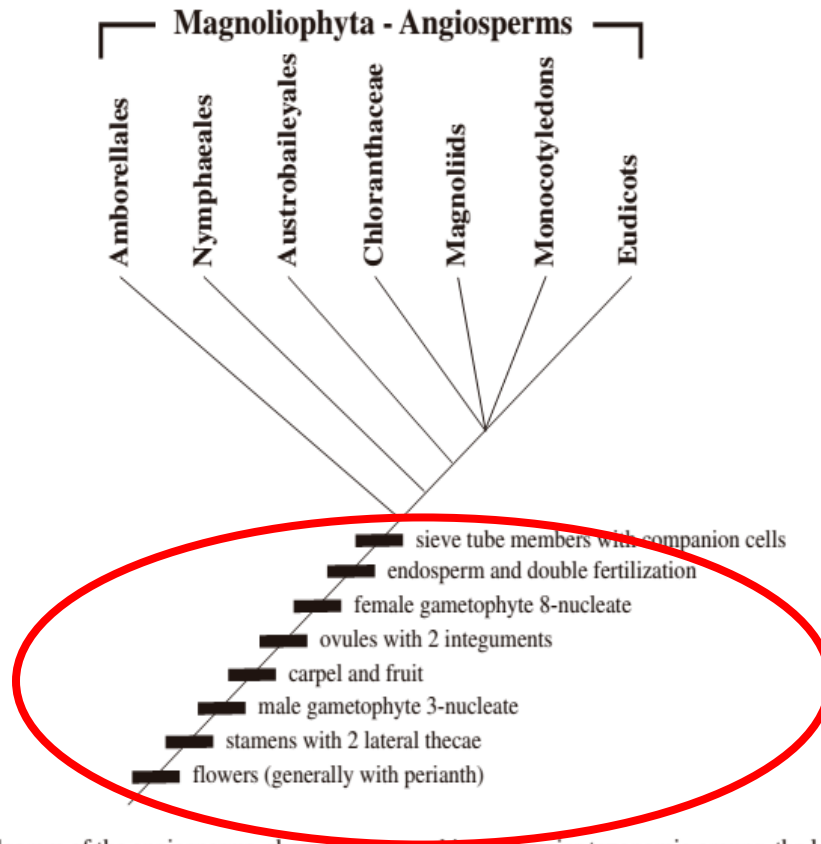 Magnoliophyta - Angiosperms
Amborellales
Nymphaeales
Austrobaileyales
Chloranthaceae
Magnoliids
Monocotyledons
Eudicots
sieve tube members with companion cells
endosperm and double fertilization
female gametophyte 8-nucleate
ovules with 2 integuments
carpel and fruit
male gametophyte 3-nucleate
stamens with 2 lateral thecae
flowers (generally with perianth)